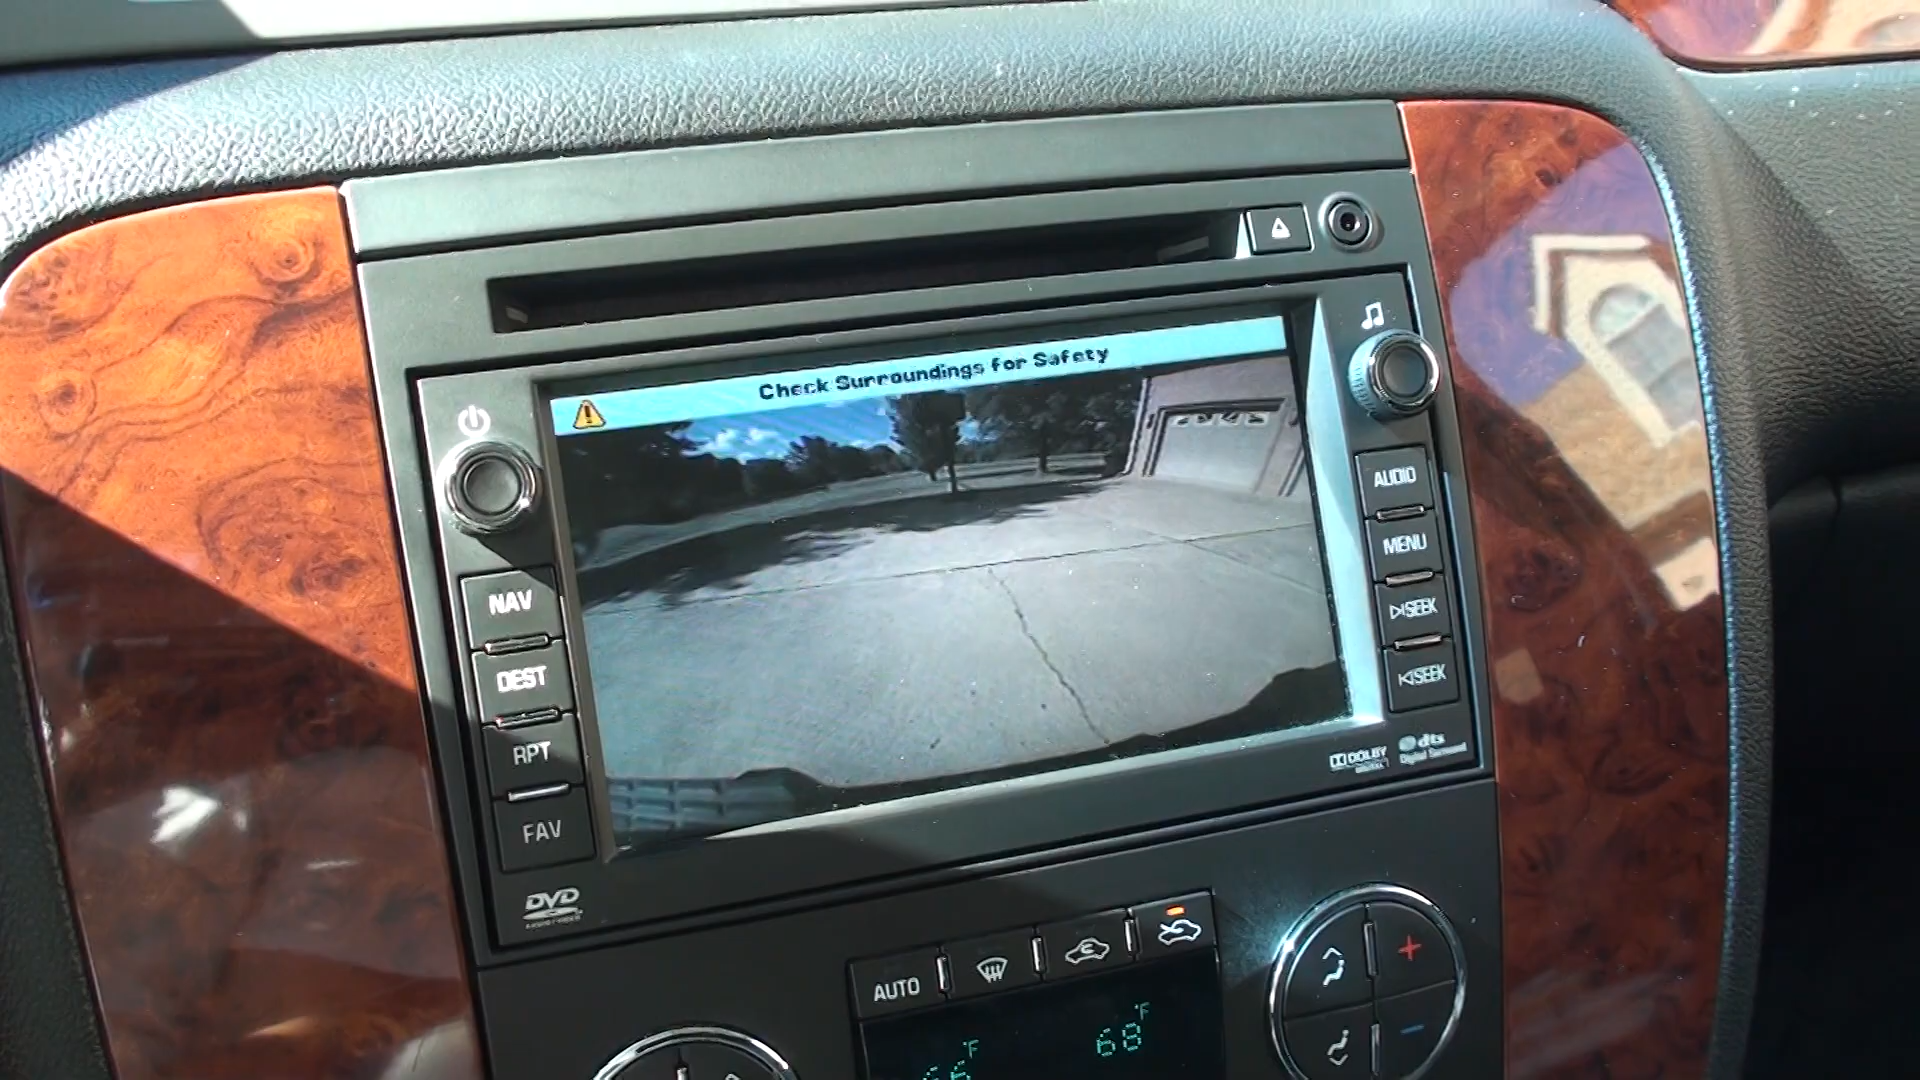 Check Surroundings for Safety
NAV
DEST
RPT
FAV
DVD
AUDIO
MENU
SEEK
SEEK
DOLBY
dts
Digital Surround
AUTO
°F
68 °F